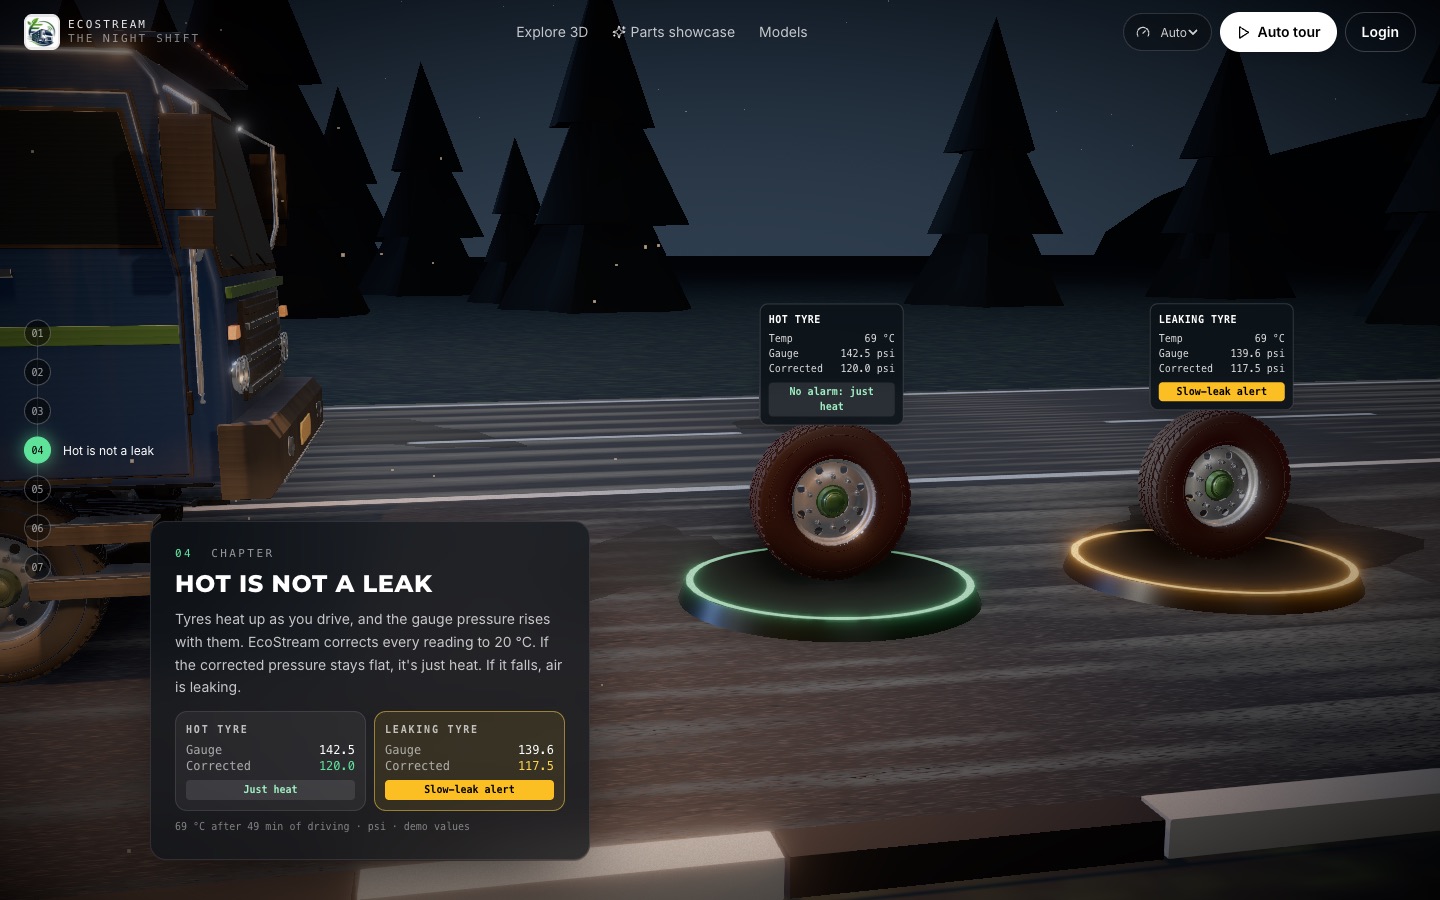 ECOSTREAM
THE NIGHT SHIFT
Explore 3D
Parts showcase
Models
Auto
Auto tour
Login
HOT TYRE
Temp 69 °C
Gauge 142.5 psi
Corrected 120.0 psi
No alarm: just
heat
LEAKING TYRE
Temp 69 °C
Gauge 139.6 psi
Corrected 117.5 psi
Slow-leak alert
01
02
03
04 Hot is not a leak
05
06
07
04 CHAPTER
HOT IS NOT A LEAK
Tyres heat up as you drive, and the gauge pressure rises
with them. EcoStream corrects every reading to 20 °C. If
the corrected pressure stays flat, it's just heat. If it falls, air
is leaking.
HOT TYRE
Gauge 142.5
Corrected 120.0
Just heat
LEAKING TYRE
Gauge 139.6
Corrected 117.5
Slow-leak alert
69 °C after 49 min of driving · psi · demo values